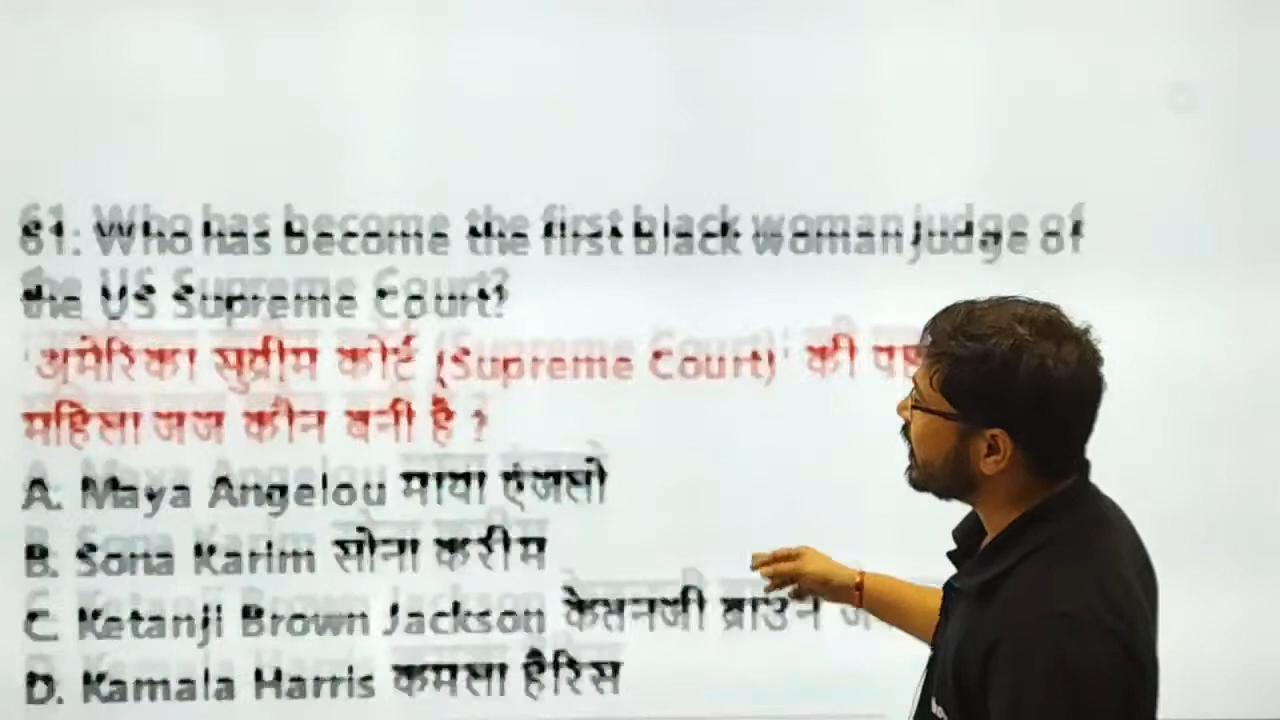 61. Who has become the first black woman judge of
the US Supreme Court?
'अमेरिका सुप्रीम कोर्ट (Supreme Court)' की
महिला जज कौन बनी है ?
A. Maya Angelou माया एंजलो
B. Sona Karim सोना करीम
C. Ketanji Brown Jackson केतनजी ब्राउन
D. Kamala Harris कमला हैरिस